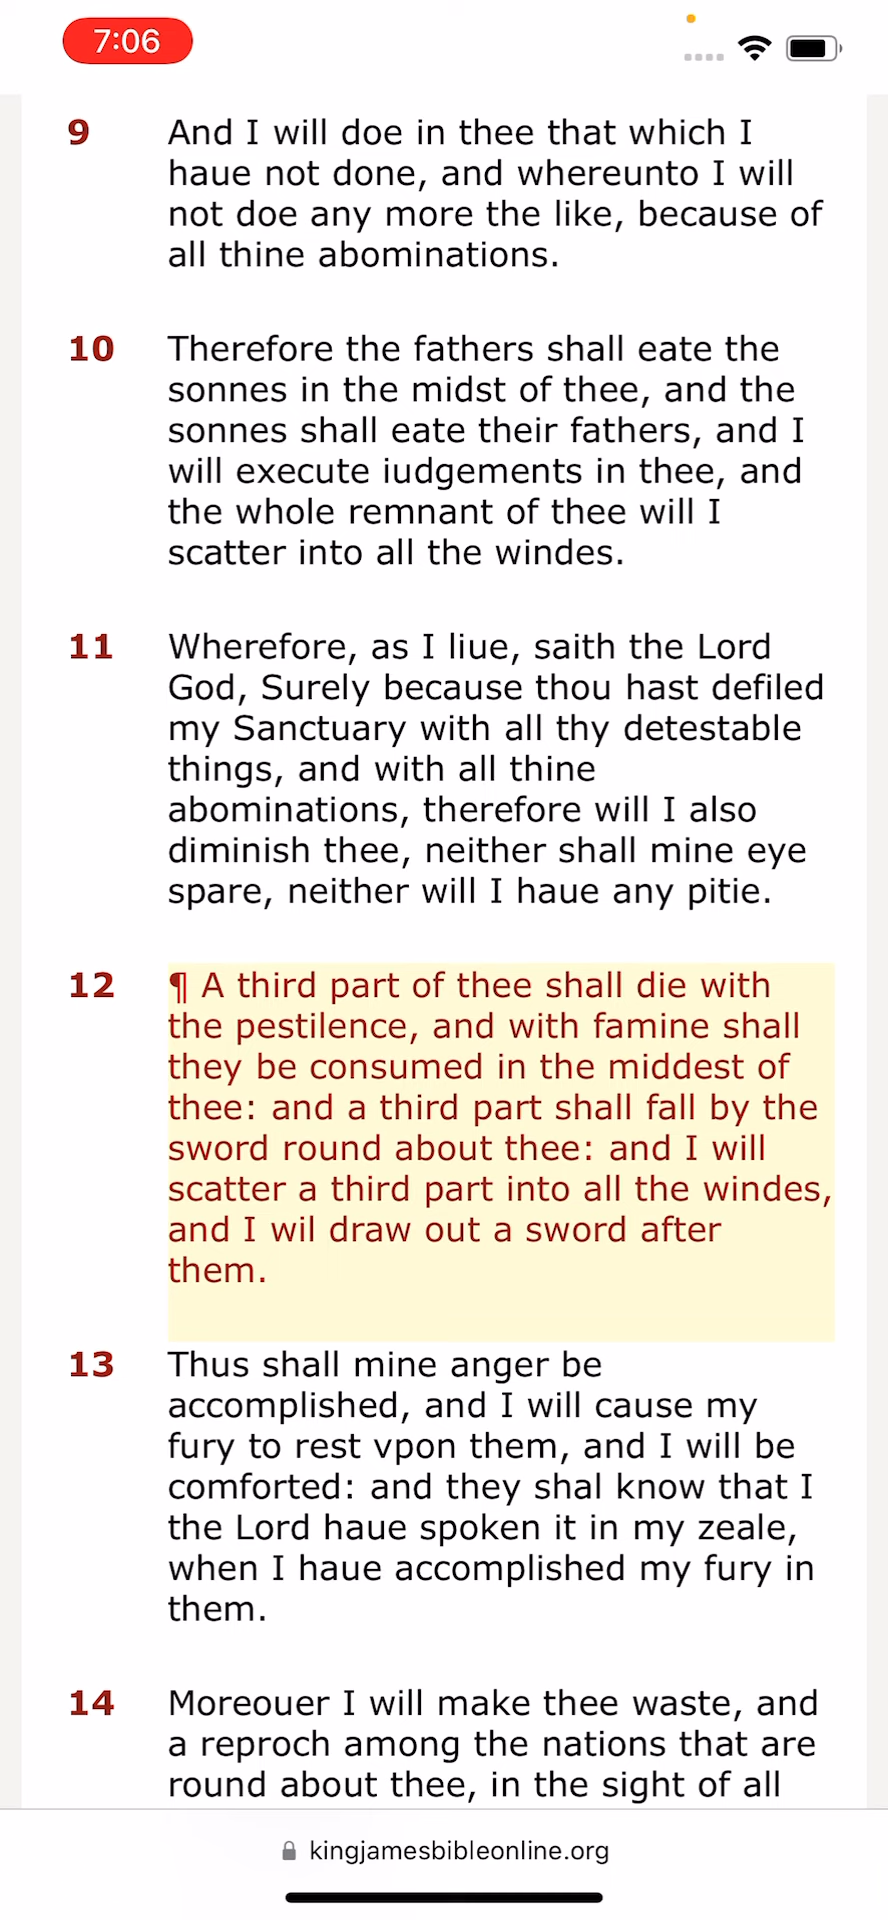 7:06
9 And I will doe in thee that which I
haue not done, and whereunto I will
not doe any more the like, because of
all thine abominations.
10 Therefore the fathers shall eate the
sonnes in the midst of thee, and the
sonnes shall eate their fathers, and I
will execute iudgements in thee, and
the whole remnant of thee will I
scatter into all the windes.
11 Wherefore, as I liue, saith the Lord
God, Surely because thou hast defiled
my Sanctuary with all thy detestable
things, and with all thine
abominations, therefore will I also
diminish thee, neither shall mine eye
spare, neither will I haue any pitie.
12 ¶ A third part of thee shall die with
the pestilence, and with famine shall
they be consumed in the middest of
thee: and a third part shall fall by the
sword round about thee: and I will
scatter a third part into all the windes,
and I wil draw out a sword after
them.
13 Thus shall mine anger be
accomplished, and I will cause my
fury to rest vpon them, and I will be
comforted: and they shal know that I
the Lord haue spoken it in my zeale,
when I haue accomplished my fury in
them.
14 Moreouer I will make thee waste, and
a reproch among the nations that are
round about thee, in the sight of all
kingjamesbibleonline.org